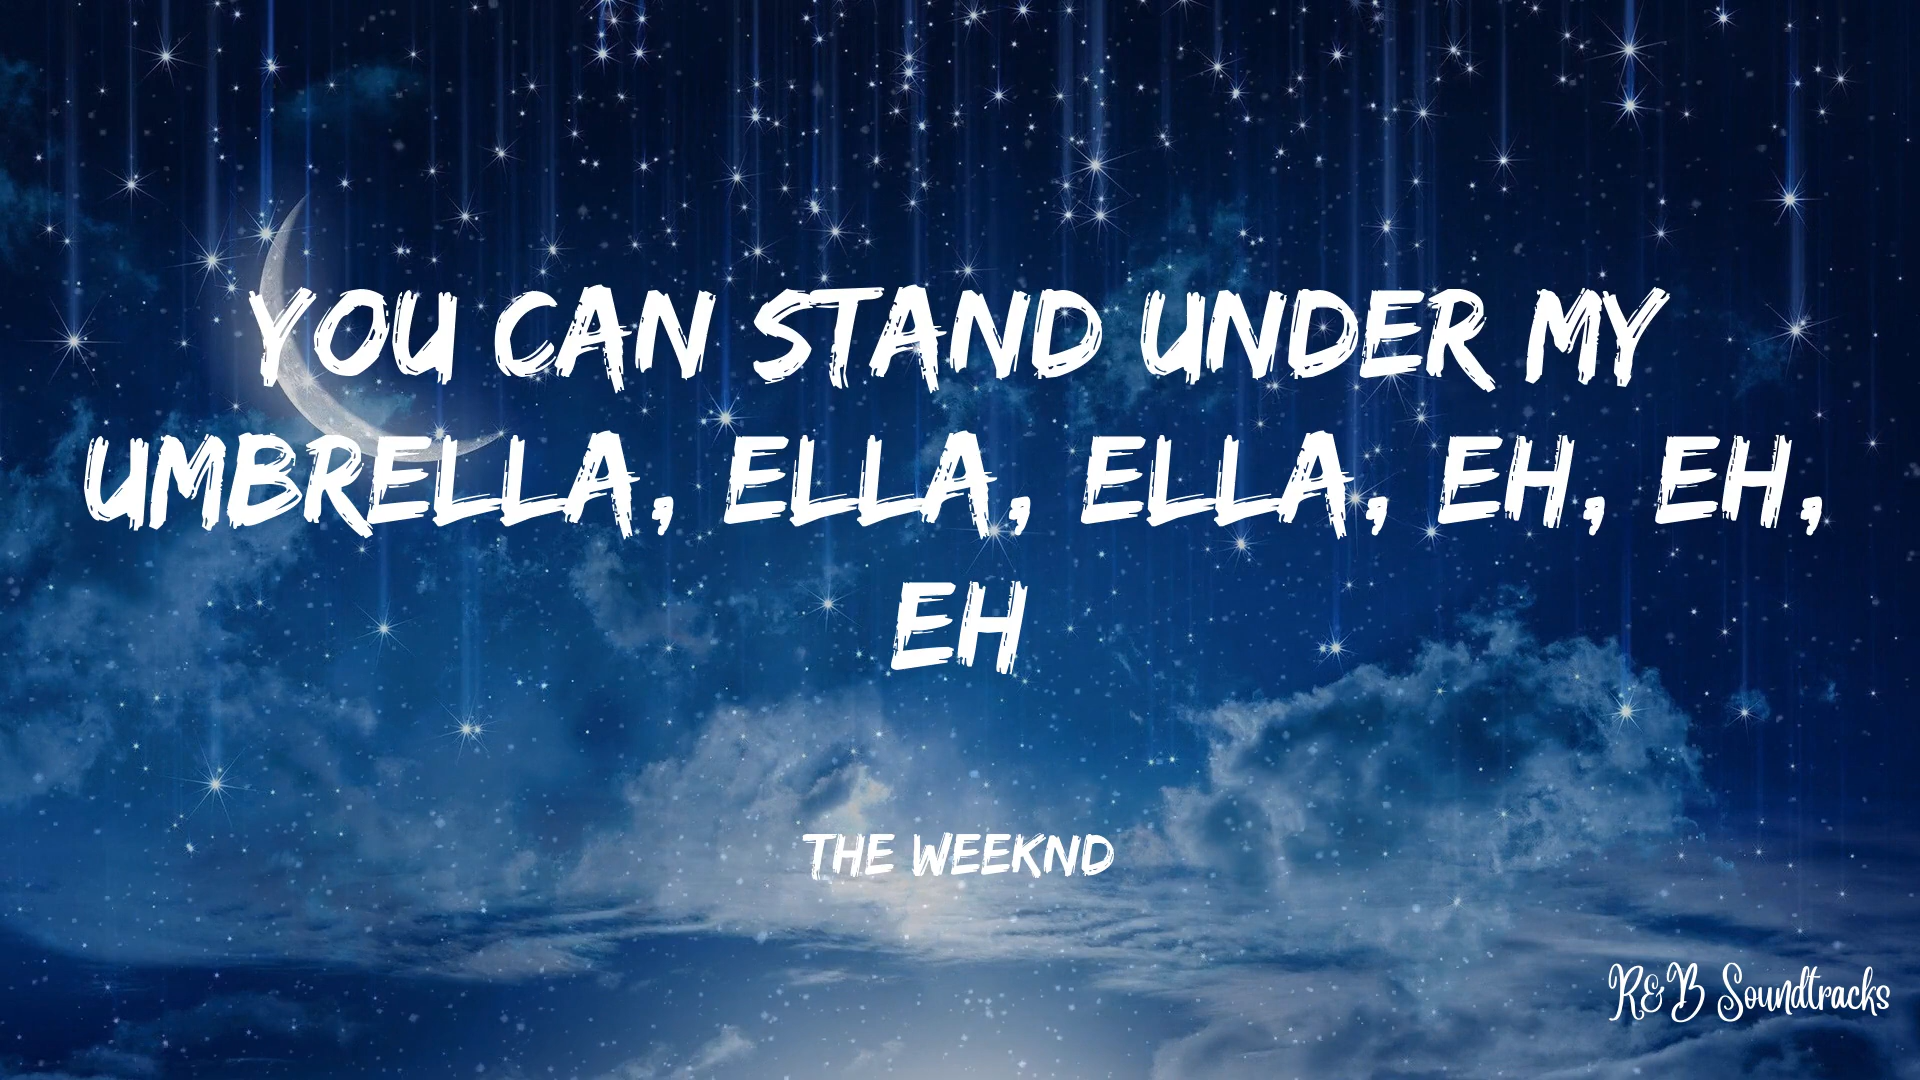 YOU CAN STAND UNDER MY
UMBRELLA, ELLA, ELLA, EH, EH,
EH
THE WEEKND
R&B Soundtracks